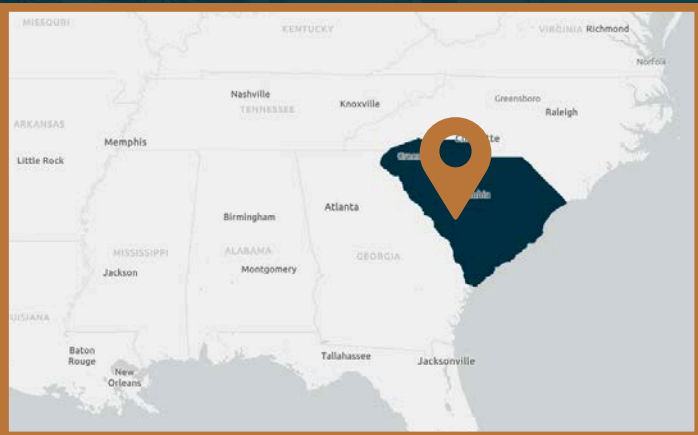 MISSOURI
KENTUCKY
VIRGINIA Richmond
Norfolk
Nashville
TENNESSEE
Knoxville
Greensboro
Raleigh
ARKANSAS
Memphis
Little Rock
Atlanta
Birmingham
MISSISSIPPI
ALABAMA
GEORGIA
Jackson
Montgomery
Baton
Rouge
New
Orleans
Tallahassee
Jacksonville